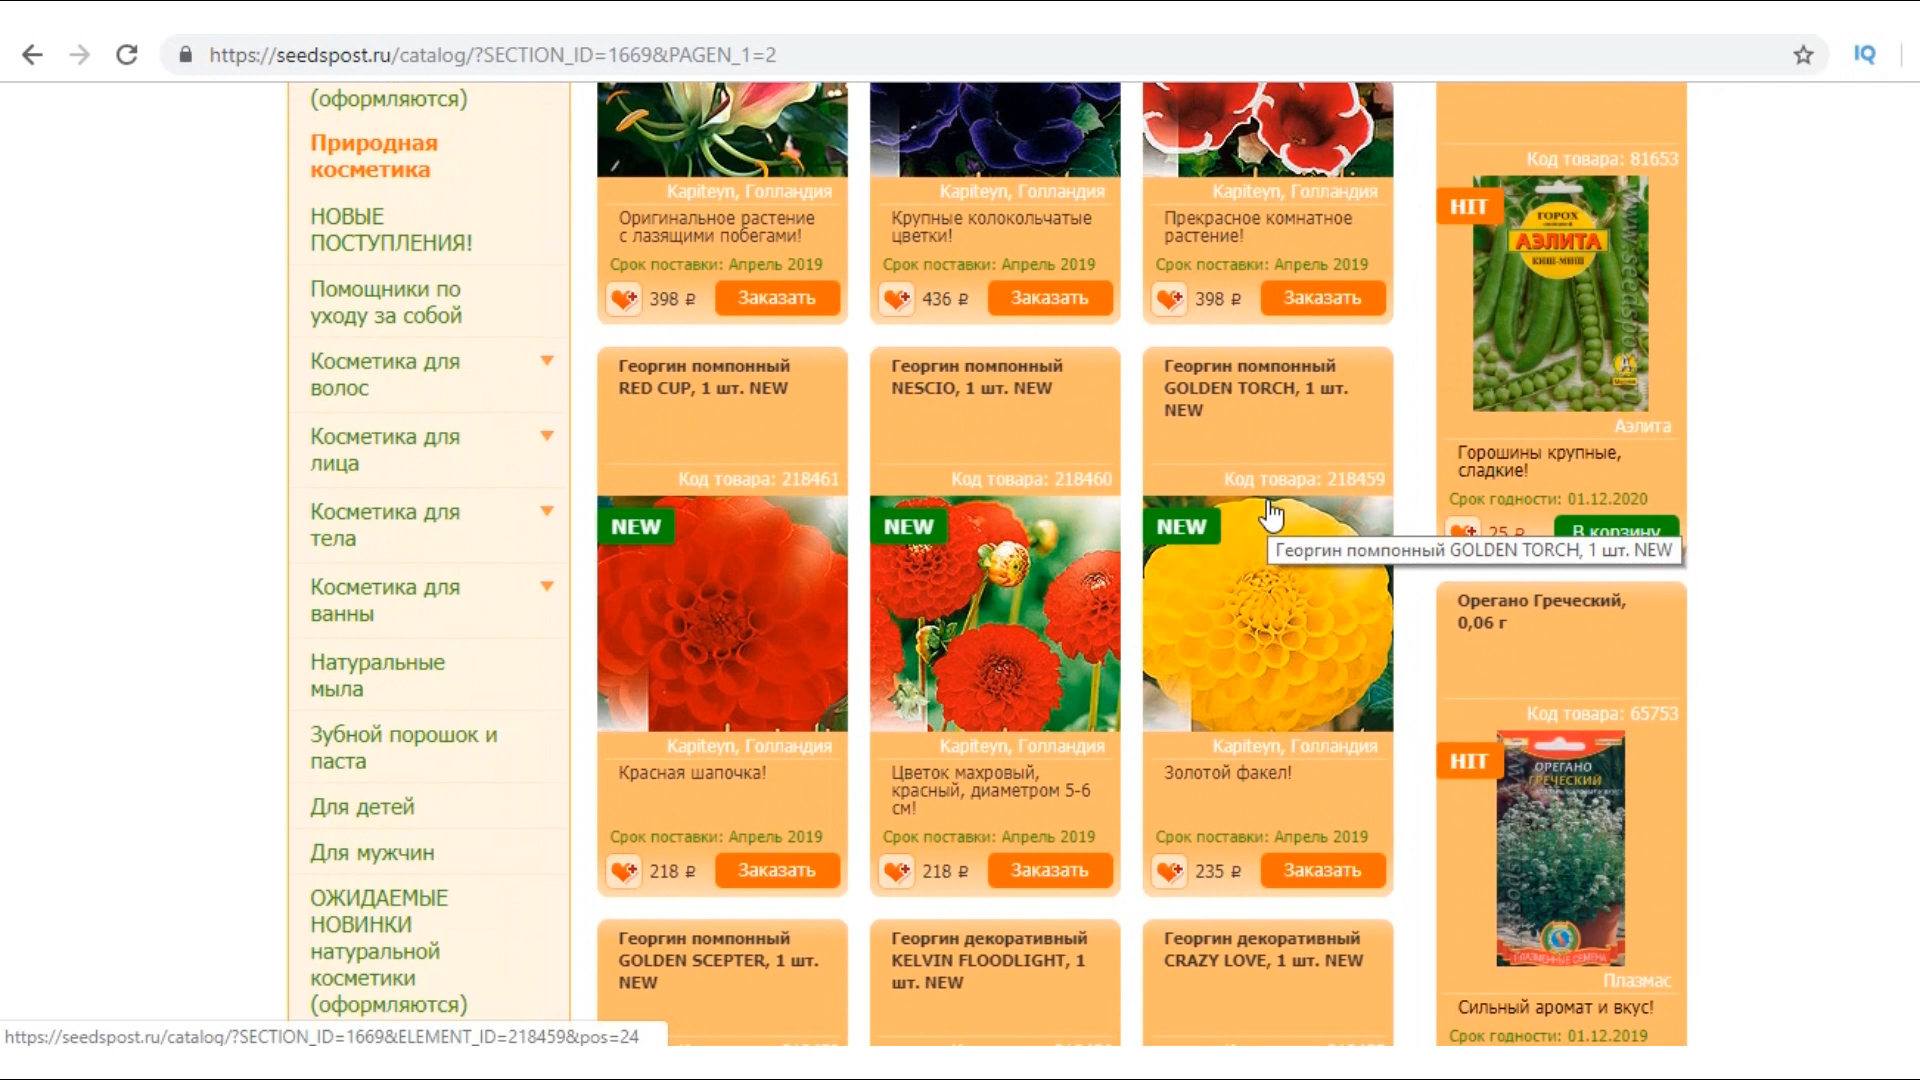 https://seedspost.ru/catalog/?SECTION_ID=1669&PAGEN_1=2
IQ
(оформляются)
Природная
косметика
НОВЫЕ
ПОСТУПЛЕНИЯ!
Помощники по
уходу за собой
Косметика для
волос
Косметика для
лица
Косметика для
тела
Косметика для
ванны
Натуральные
мыла
Зубной порошок и
паста
Для детей
Для мужчин
ОЖИДАЕМЫЕ
НОВИНКИ
натуральной
косметики
(оформляются)
Kapiteyn, Голландия
Оригинальное растение
с лазящими побегами!
Срок поставки: Апрель 2019
398 ₽
Заказать
Kapiteyn, Голландия
Крупные колокольчатые
цветки!
Срок поставки: Апрель 2019
436 ₽
Заказать
Kapiteyn, Голландия
Прекрасное комнатное
растение!
Срок поставки: Апрель 2019
398 ₽
Заказать
Георгин помпонный
RED CUP, 1 шт. NEW
Код товара: 218461
NEW
Kapiteyn, Голландия
Красная шапочка!
Срок поставки: Апрель 2019
218 ₽
Заказать
Георгин помпонный
NESCIO, 1 шт. NEW
Код товара: 218460
NEW
Kapiteyn, Голландия
Цветок махровый,
красный, диаметром 5-6
см!
Срок поставки: Апрель 2019
218 ₽
Заказать
Георгин помпонный
GOLDEN TORCH, 1 шт.
NEW
Код товара: 218459
NEW
Георгин помпонный GOLDEN TORCH, 1 шт. NEW
Kapiteyn, Голландия
Золотой факел!
Срок поставки: Апрель 2019
235 ₽
Заказать
Георгин помпонный
GOLDEN SCEPTER, 1 шт.
NEW
Георгин декоративный
KELVIN FLOODLIGHT, 1
шт. NEW
Георгин декоративный
CRAZY LOVE, 1 шт. NEW
Код товара: 81653
HIT
ГОРОХ
АЭЛИТА
КИШ-МИШ
Аэлита
Горошины крупные,
сладкие!
Срок годности: 01.12.2020
25 ₽
В корзину
Орегано Греческий,
0,06 г
Код товара: 65753
HIT
ОРЕГАНО
ГРЕЧЕСКИЙ
Плазмас
Сильный аромат и вкус!
Срок годности: 01.12.2019
https://seedspost.ru/catalog/?SECTION_ID=1669&ELEMENT_ID=218459&pos=24